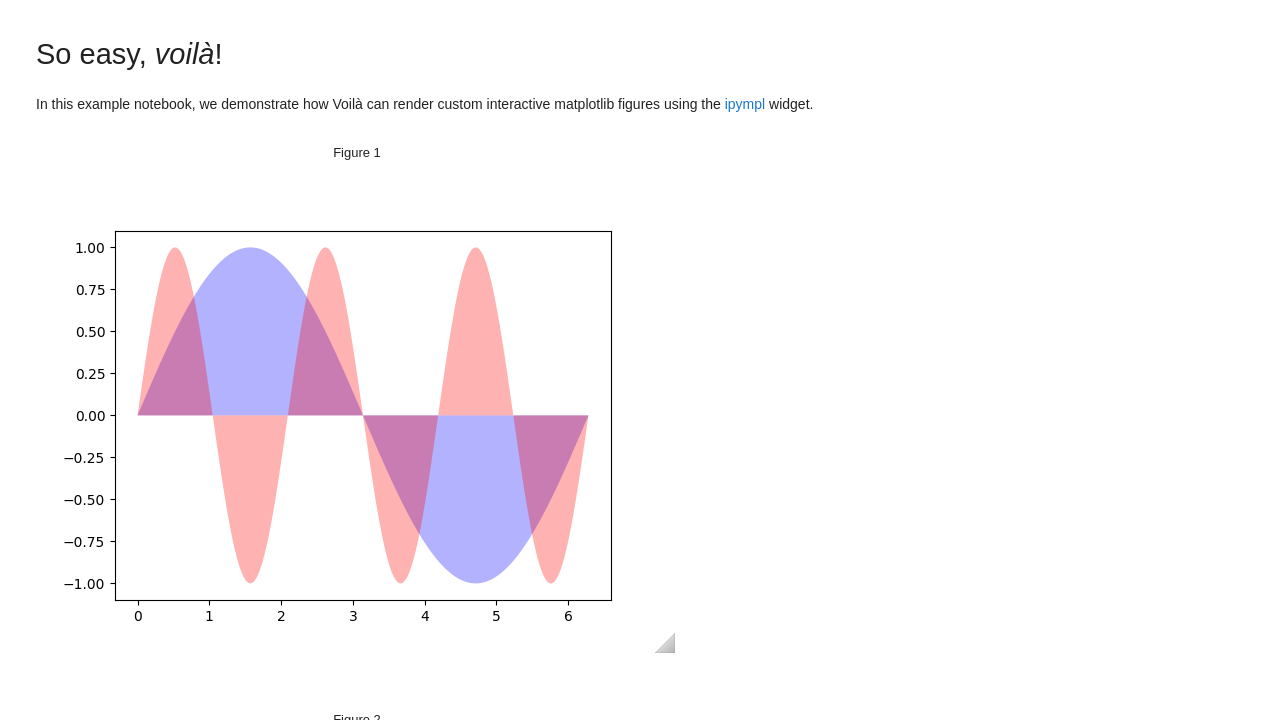 So easy, voilà!
In this example notebook, we demonstrate how Voilà can render custom interactive matplotlib figures using the ipympl widget.
Figure 1
1.00
0.75
0.50
0.25
0.00
−0.25
−0.50
−0.75
−1.00
0 1 2 3 4 5 6
Figure 2